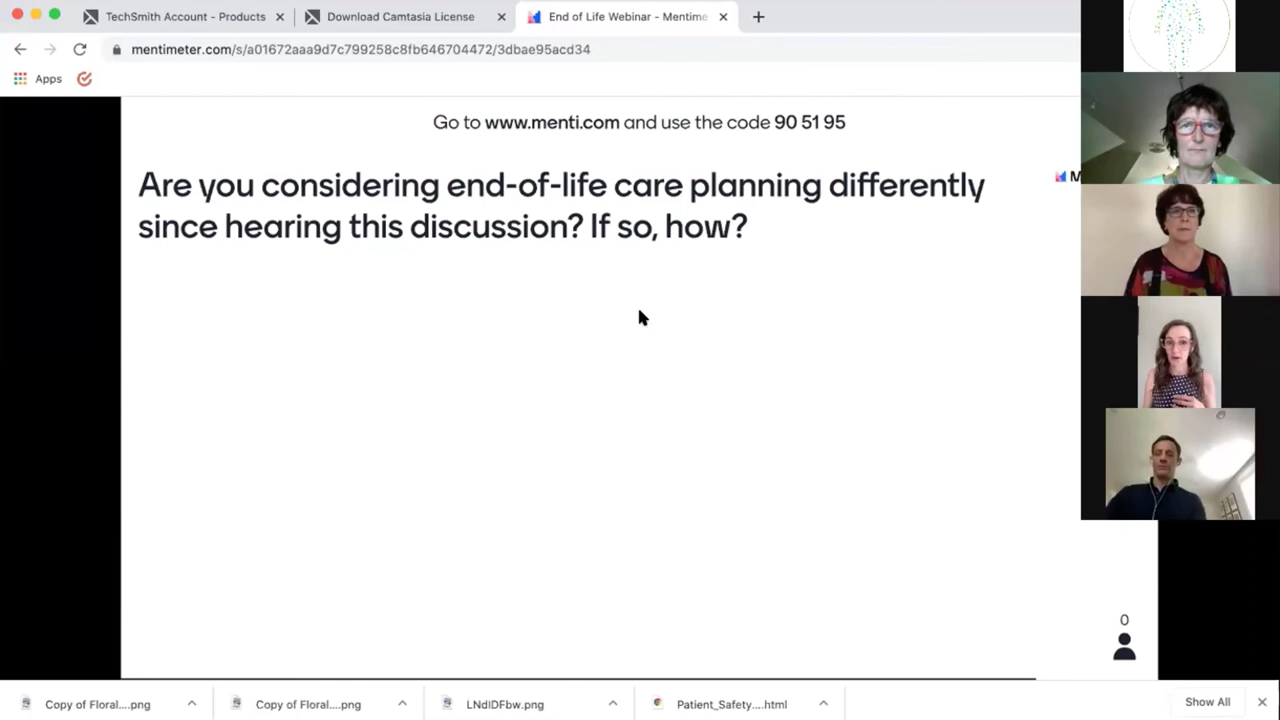 TechSmith Account - Products
Download Camtasia License
End of Life Webinar - Mentime
mentimeter.com/s/a01672aaa9d7c799258c8fb646704472/3dbae95acd34
Apps
Go to www.menti.com and use the code 90 51 95
M
Are you considering end-of-life care planning differently
since hearing this discussion? If so, how?
0
Copy of Floral....png
Copy of Floral....png
LNdIDFbw.png
Patient_Safety....html
Show All